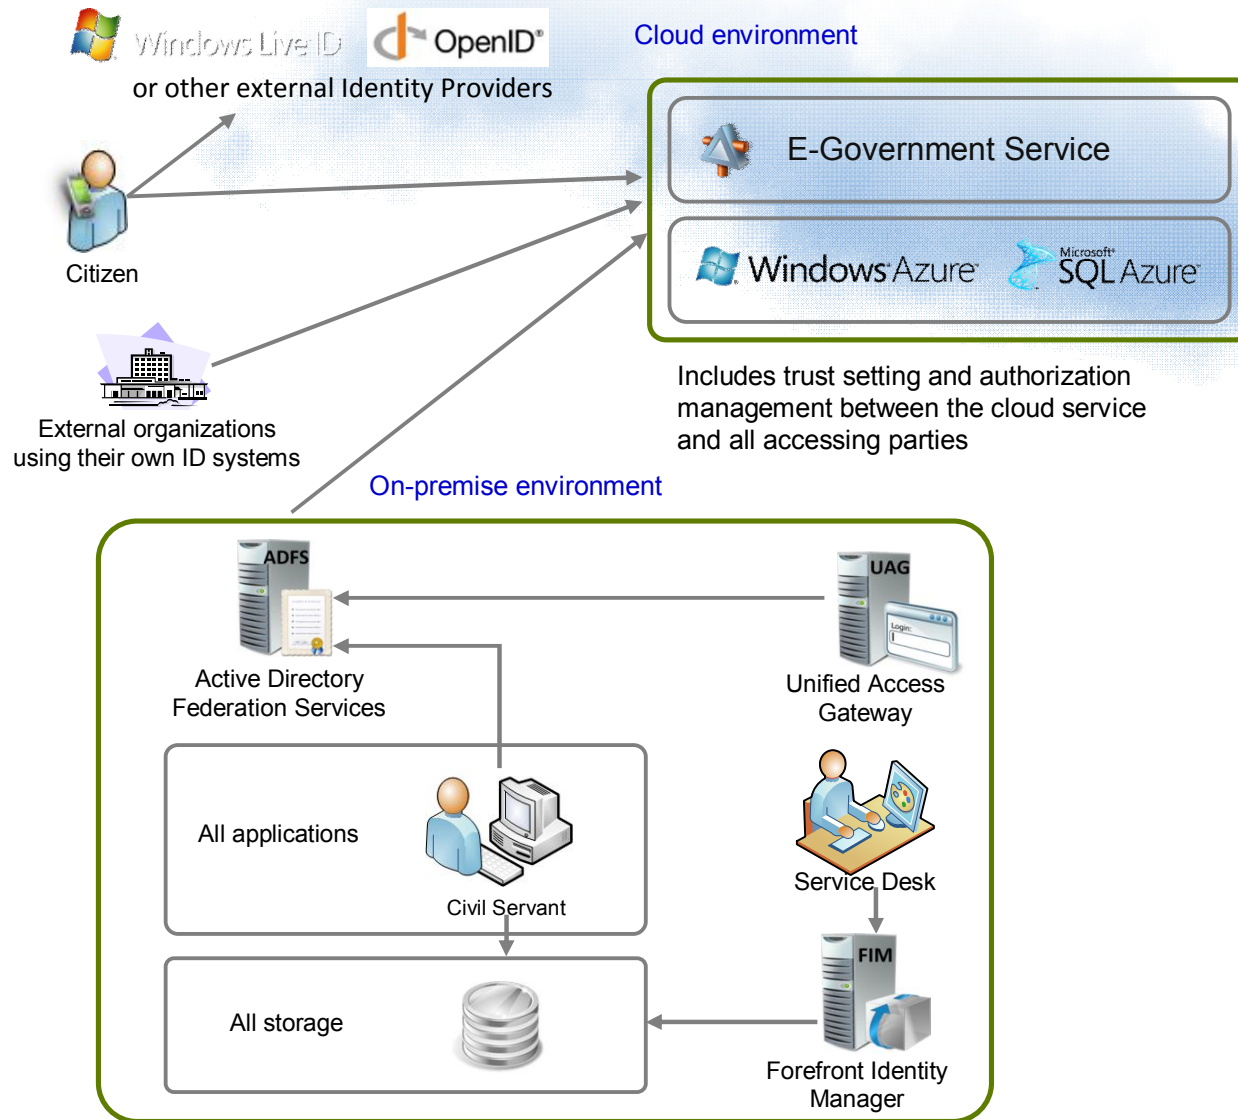 Windows Live ID
OpenID®
Cloud environment
or other external Identity Providers
E-Government Service
Citizen
Windows Azure™
Microsoft®
SQL Azure™
External organizations
using their own ID systems
Includes trust setting and authorization
management between the cloud service
and all accessing parties
On-premise environment
ADFS
UAG
Login:
Active Directory
Federation Services
Unified Access
Gateway
All applications
Civil Servant
Service Desk
FIM
All storage
Forefront Identity
Manager